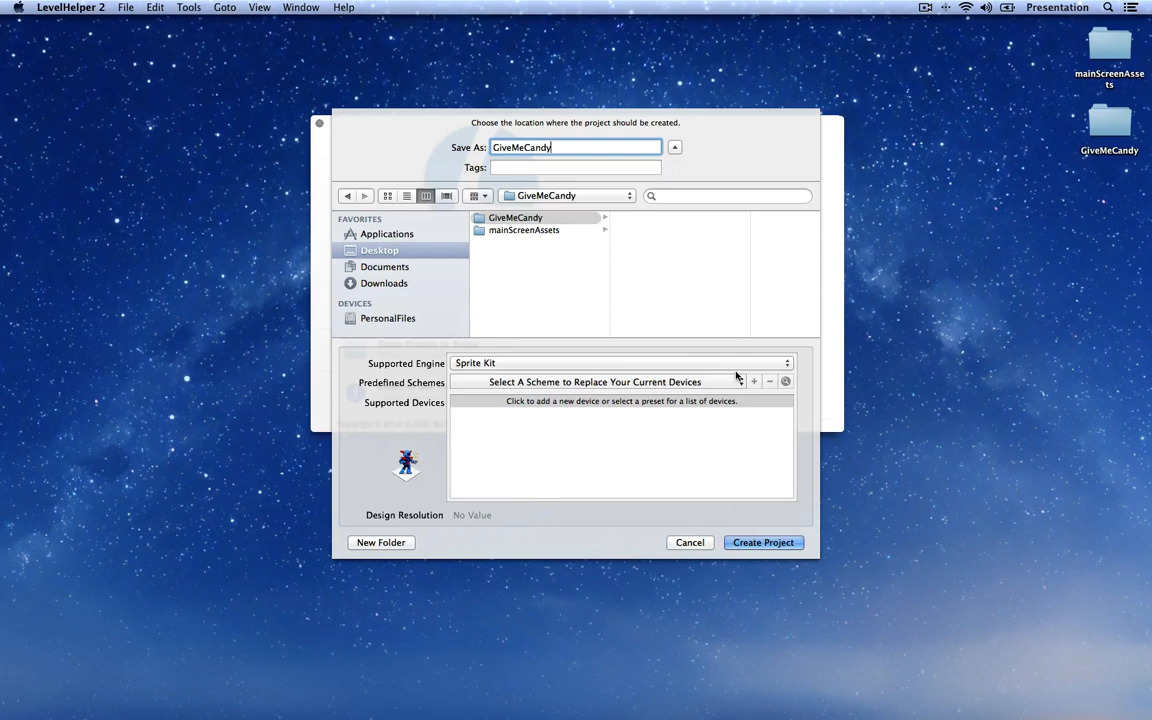 LevelHelper 2 File Edit Tools Goto View Window Help Presentation
mainScreenAsse
ts
GiveMeCandy
Choose the location where the project should be created.
Save As: GiveMeCandy
Tags:
GiveMeCandy
FAVORITES
Applications
Desktop
Documents
Downloads
DEVICES
PersonalFiles
GiveMeCandy
mainScreenAssets
Supported Engine Sprite Kit
Predefined Schemes Select A Scheme to Replace Your Current Devices
Supported Devices Click to add a new device or select a preset for a list of devices.
Design Resolution No Value
New Folder Cancel Create Project